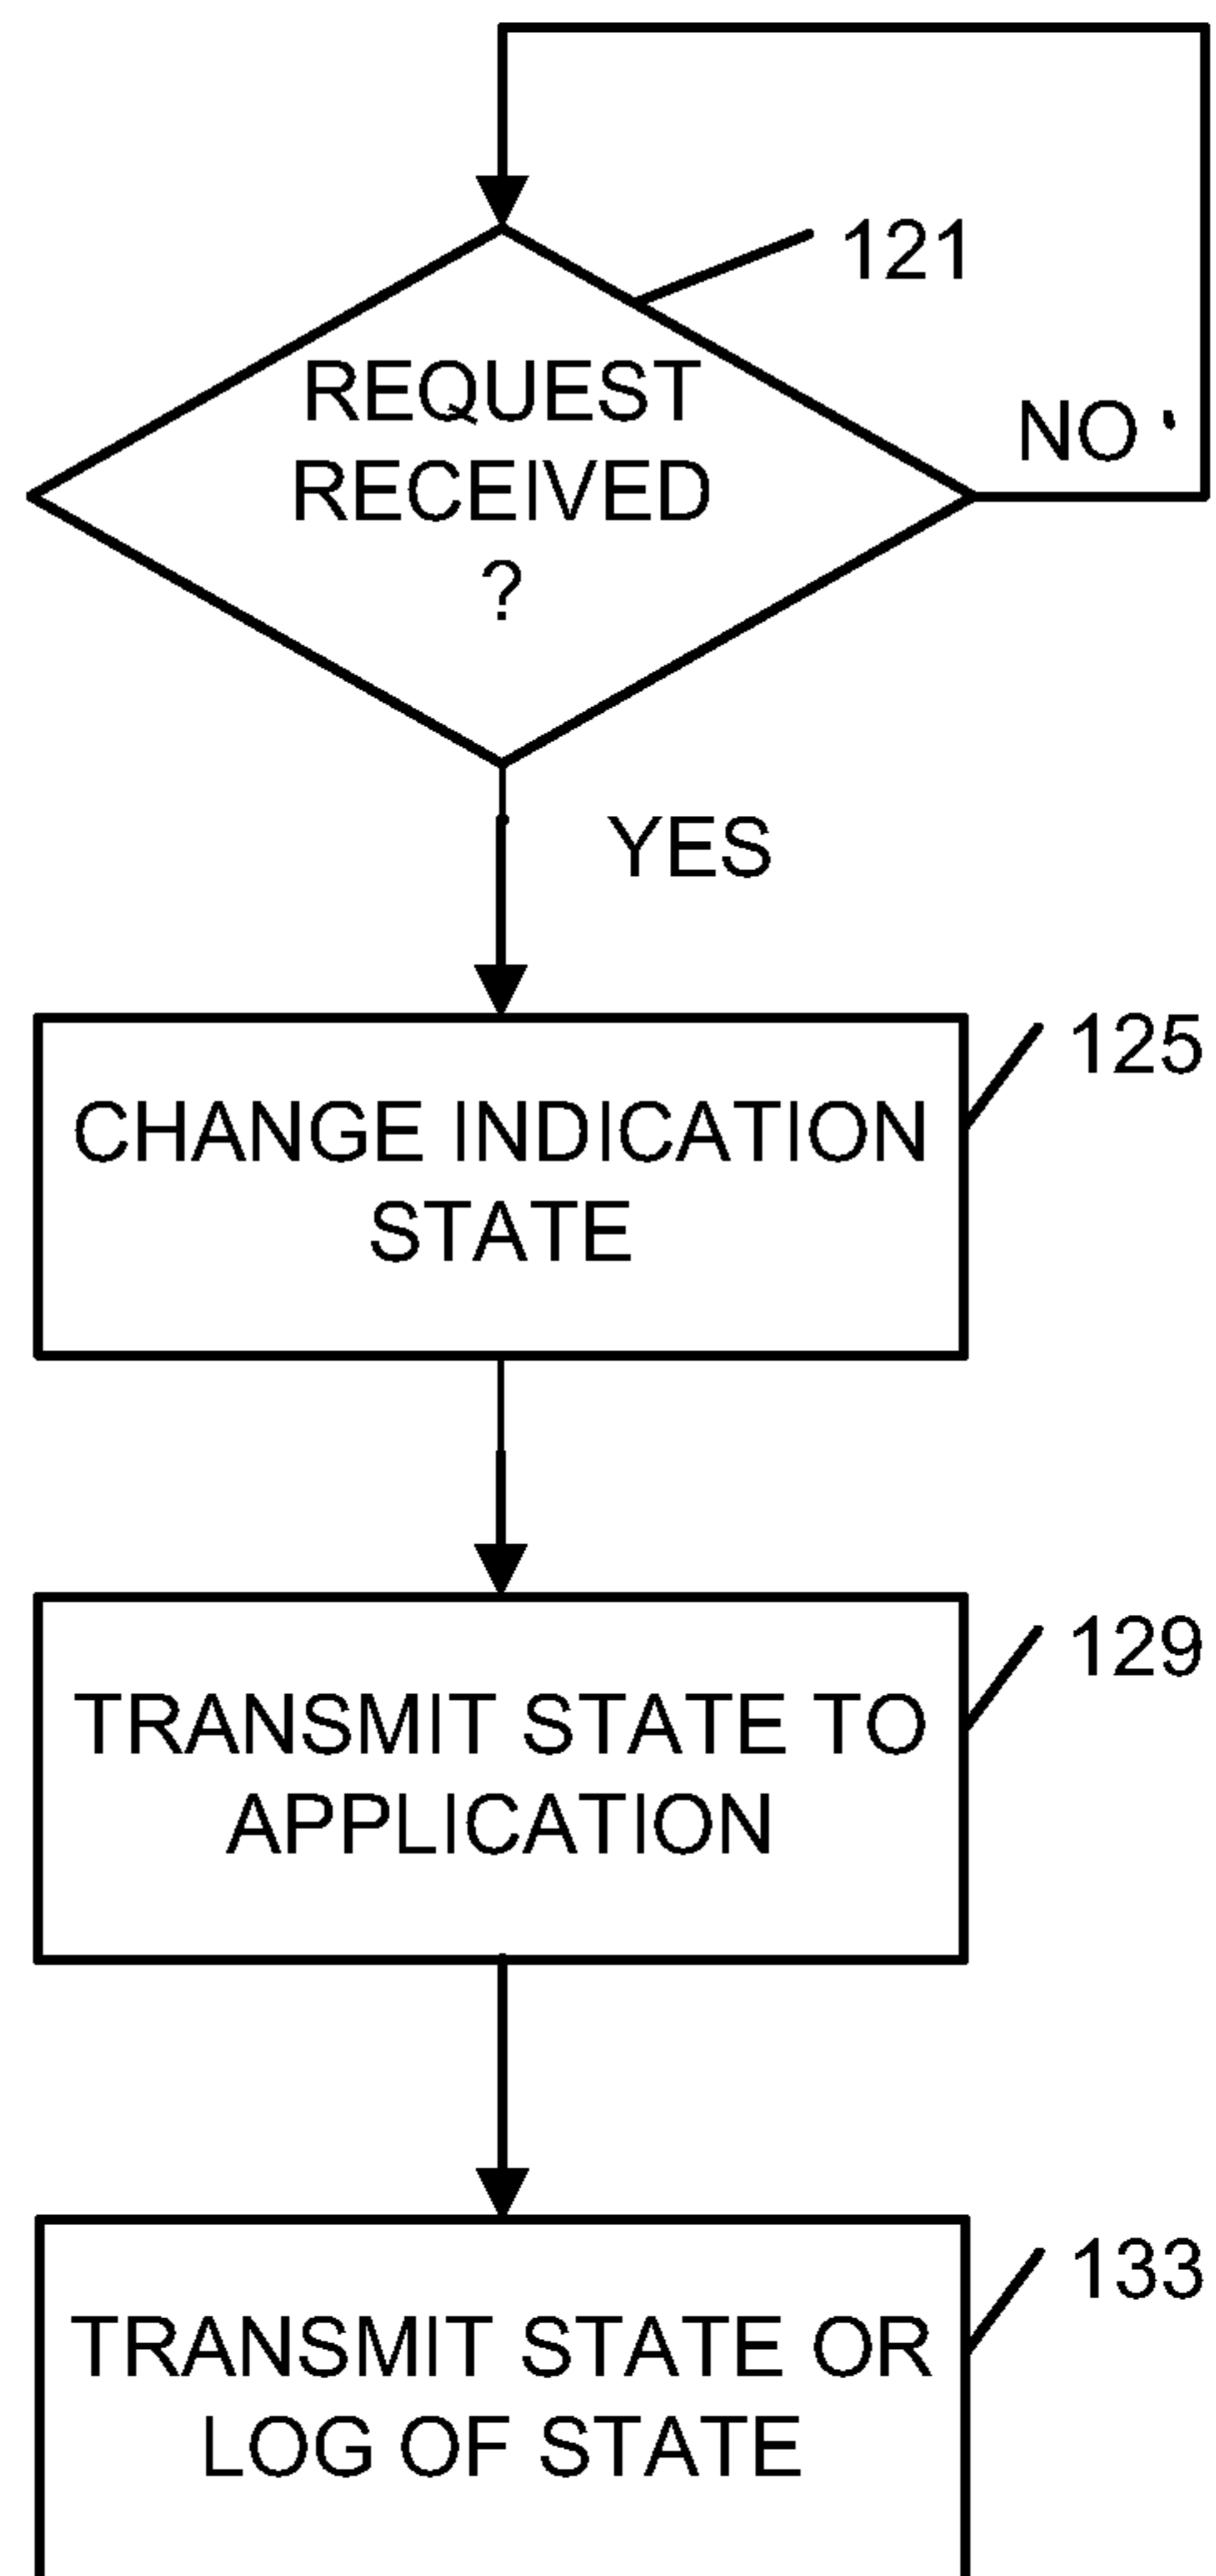 121
REQUEST
RECEIVED
?
NO
YES
125
CHANGE INDICATION
STATE
129
TRANSMIT STATE TO
APPLICATION
133
TRANSMIT STATE OR
LOG OF STATE